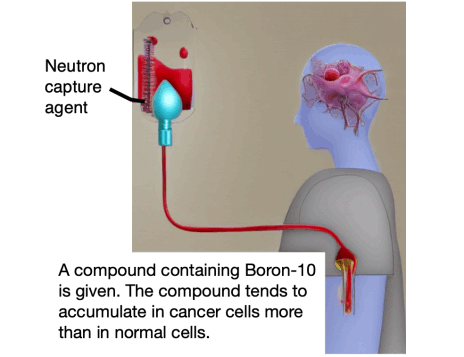 Neutron
capture
agent
A compound containing Boron-10
is given. The compound tends to
accumulate in cancer cells more
than in normal cells.